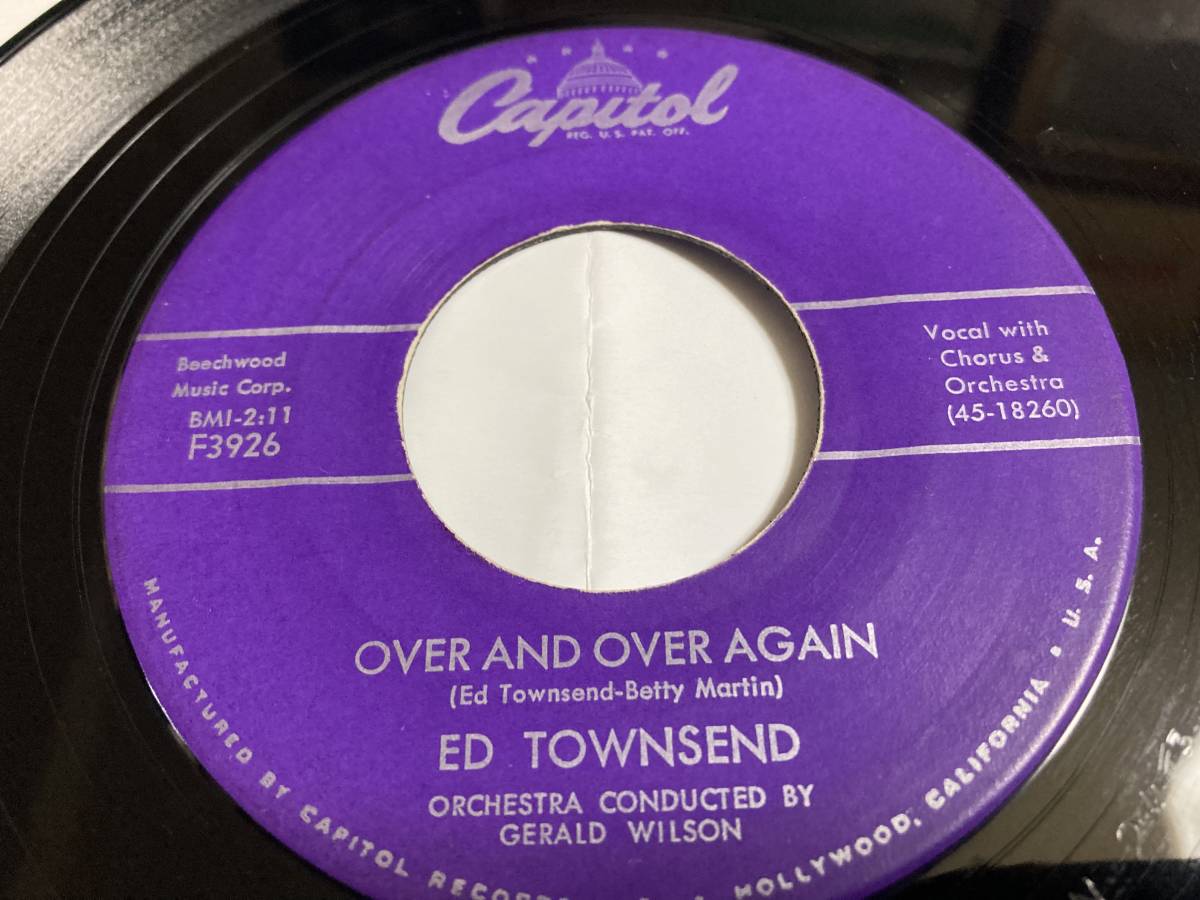 Capitol
REG. U.S. PAT. OFF.
Beechwood
Music Corp.
BMI-2:11
F3926
Vocal with
Chorus &
Orchestra
(45-18260)
OVER AND OVER AGAIN
(Ed Townsend-Betty Martin)
ED TOWNSEND
ORCHESTRA CONDUCTED BY
GERALD WILSON
MANUFACTURED BY CAPITOL RECORDS HOLLYWOOD, CALIFORNIA • U. S. A.